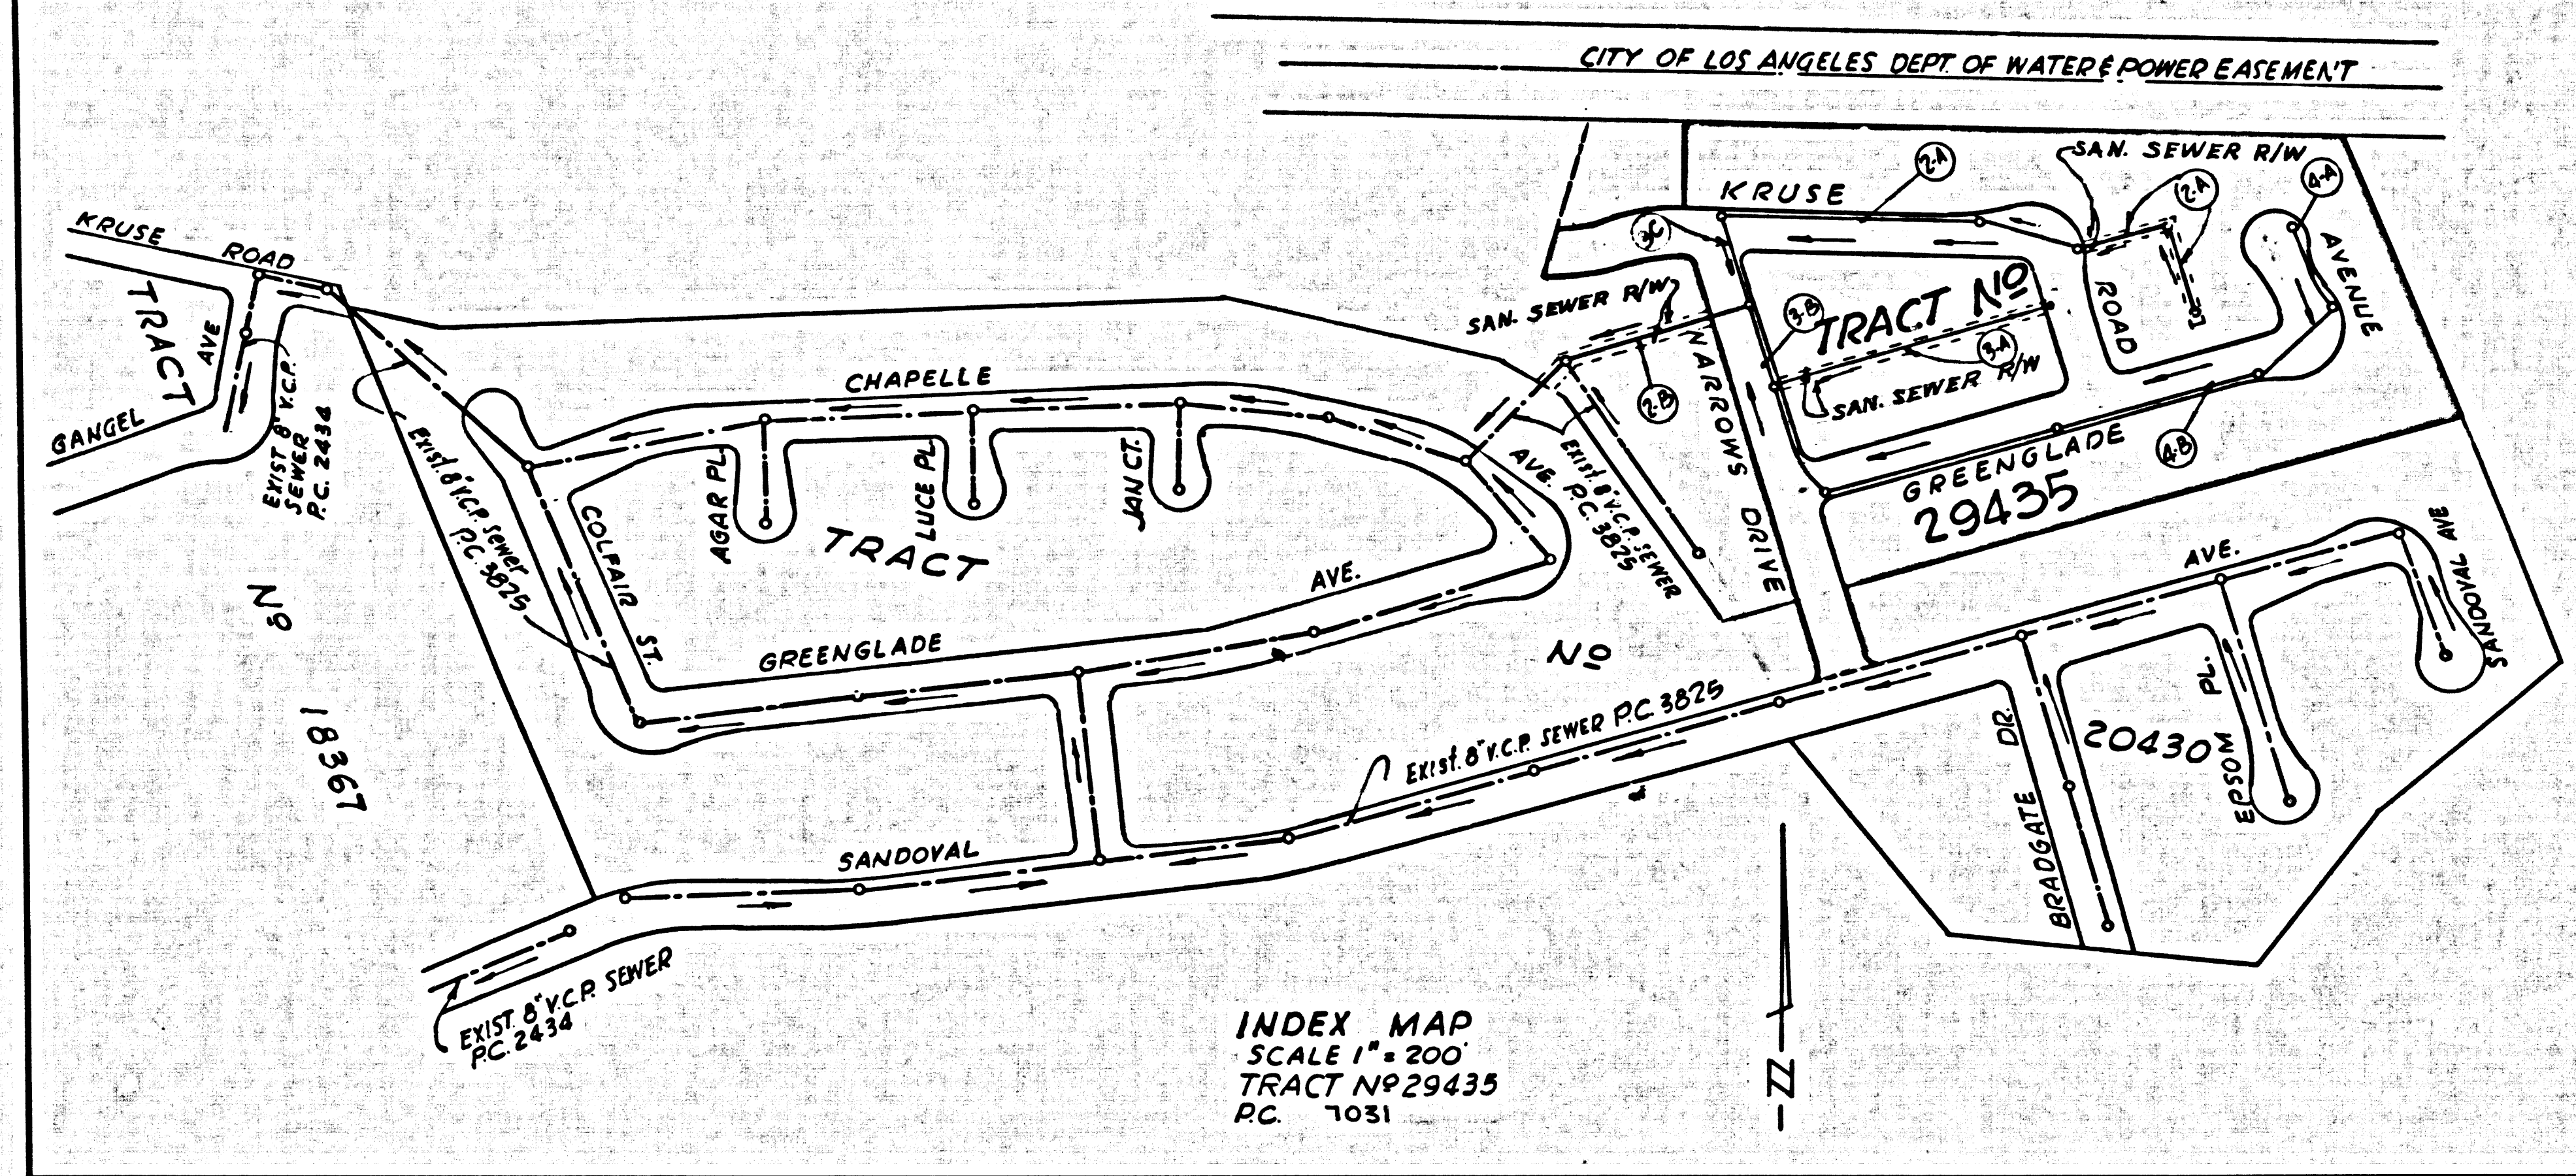 CITY OF LOS ANGELES DEPT. OF WATER & POWER EASEMENT
SAN. SEWER R/W
2-A
2-A
4-A
KRUSE
3C
AVENUE
ROAD
TRACT Nº
3-B
3-A
SAN. SEWER R/W
SAN. SEWER R/W
2-B
NARROWS DRIVE
GREENGLADE
4-B
29435
KRUSE
ROAD
TRACT
AVE
GANGEL
EXIST 8" V.C.P.
SEWER
P.C. 2434
Exist. 8" V.C.P. Sewer
P.C. 3825
CHAPELLE
AVE.
Exist. 8" V.C.P. SEWER
P.C. 3825
AGAR PL.
LUCE PL.
JAN CT.
COLFAIR ST.
TRACT
AVE.
GREENGLADE
Nº
Nº
18367
AVE.
SANDOVAL AVE
PL.
EPSOM
20430
DR.
BRADGATE
Exist. 8" V.C.P. SEWER P.C. 3825
SANDOVAL
EXIST. 8" V.C.P. SEWER
P.C. 2434
INDEX MAP
SCALE 1" = 200'
TRACT Nº 29435
P.C. 7031
N